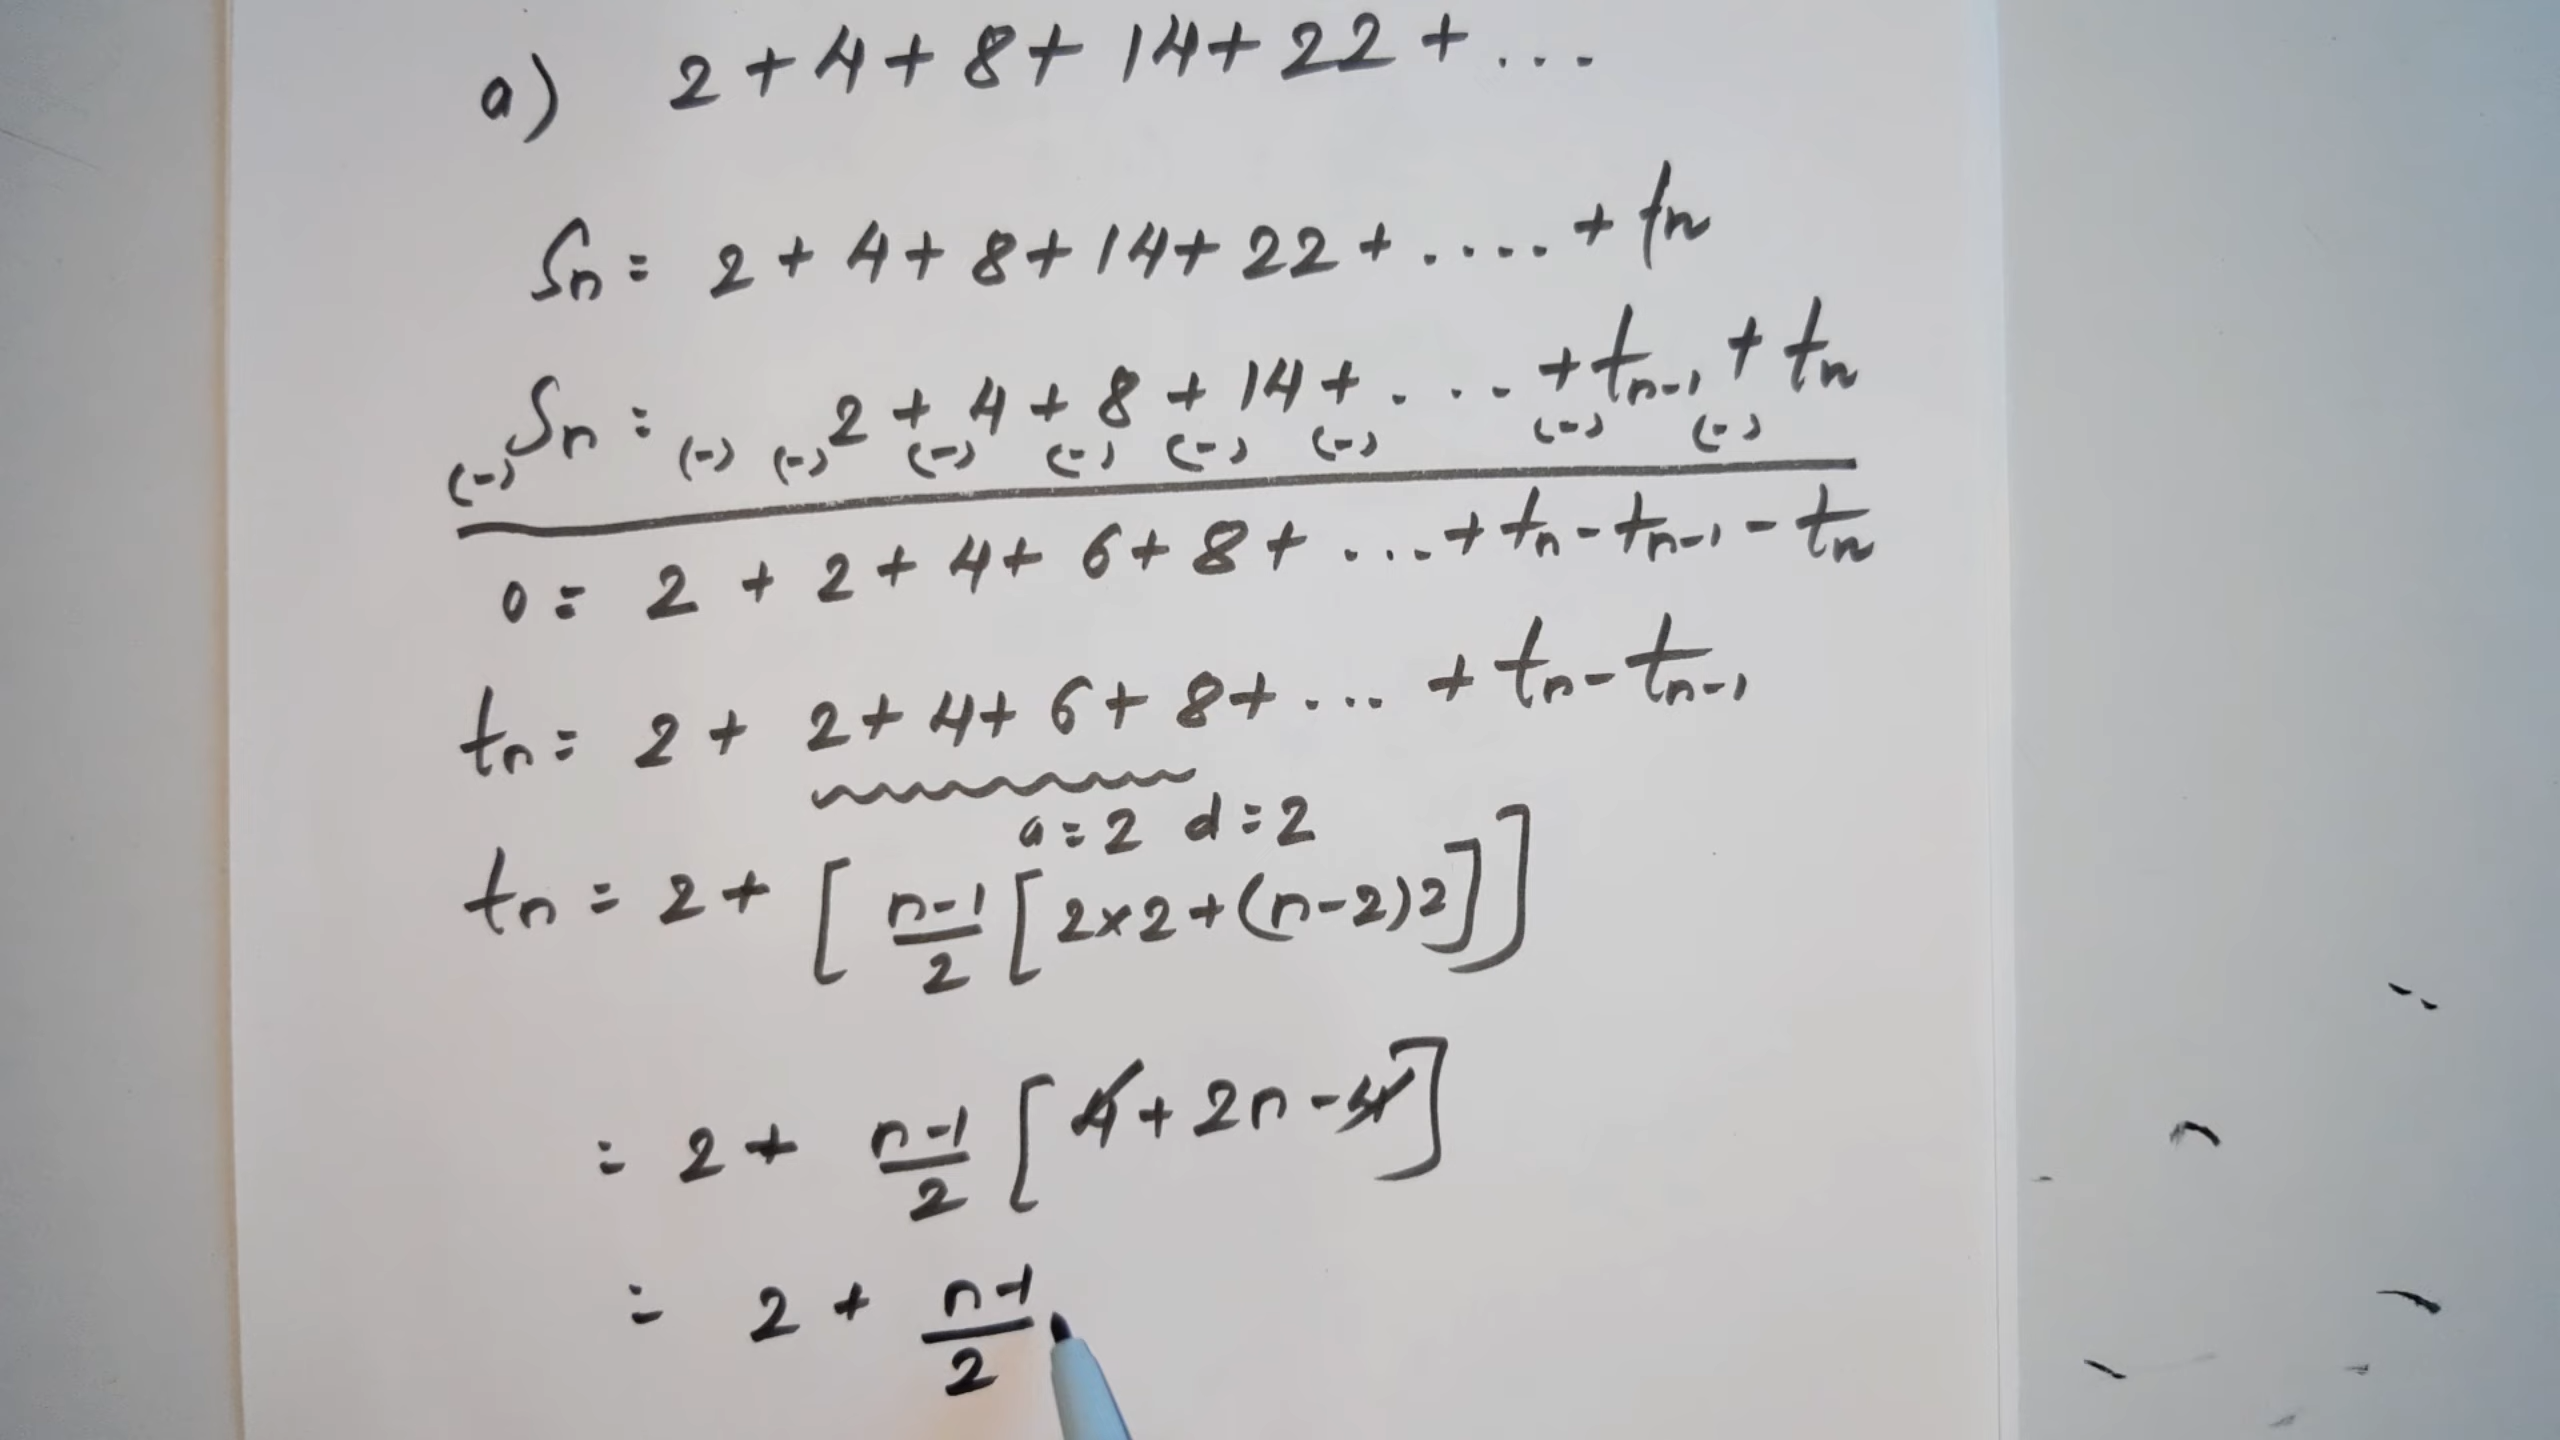 a) 2 + 4 + 8 + 14 + 22 + ...
Sn = 2 + 4 + 8 + 14 + 22 + .... + tn
Sn = 2 + 4 + 8 + 14 + . ... + tn-1 + tn
(-) (-) (-) (-) (-) (-) (-) (-) (-)
0 = 2 + 2 + 4 + 6 + 8 + ... + tn - tn-1 - tn
tn = 2 + 2 + 4 + 6 + 8 + ... + tn - tn-1
a = 2 d = 2
tn = 2 + [ n-1/2 [ 2×2 + (n-2)2 ] ]
= 2 + n-1/2 [ 4 + 2n - 4 ]
= 2 + n-1/2